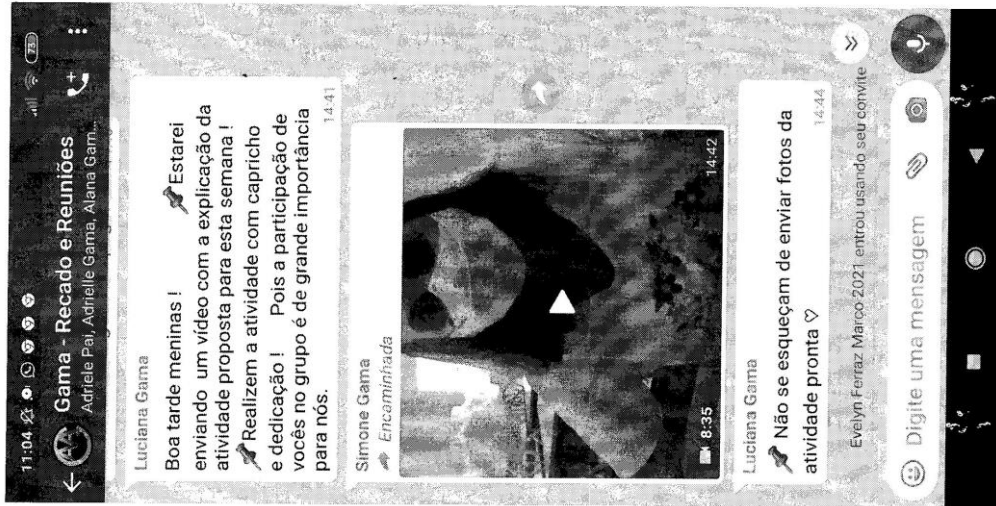 11:04
73
Gama - Recado e Reuniões
Adriele Pai, Adrielle Gama, Alana Gam...
Luciana Gama
Boa tarde meninas ! 📌Estarei
enviando um vídeo com a explicação da
atividade proposta para esta semana !
📌Realizem a atividade com capricho
e dedicação ! Pois a participação de
vocês no grupo é de grande importância
para nós.
14:41
Simone Gama
Encaminhada
8:35
14:42
Luciana Gama
📌 Não se esqueçam de enviar fotos da
atividade pronta ♡
14:44
Evelyn Ferraz Março 2021 entrou usando seu convite
Digite uma mensagem